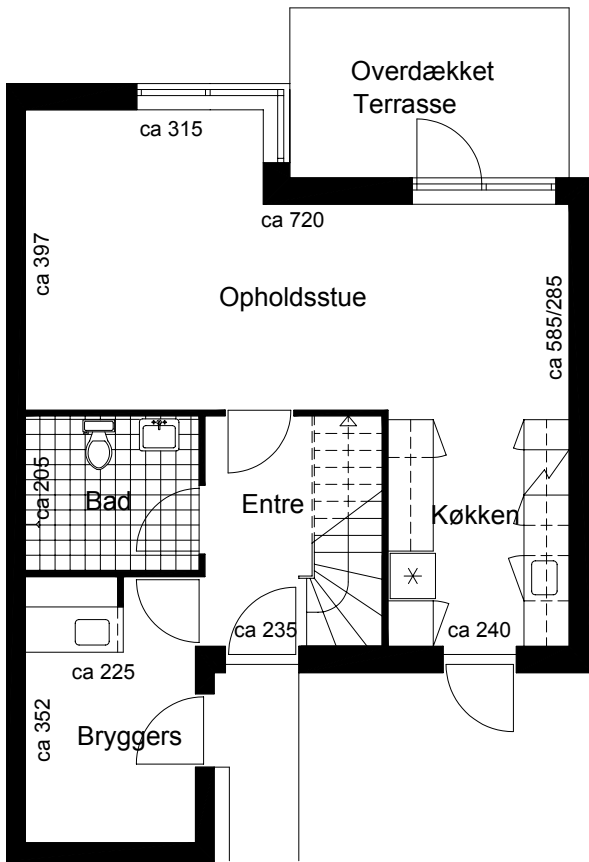 Overdækket
Terrasse
ca 315
ca 720
ca 397
Opholdsstue
ca 585/285
ca 205
Bad
Entre
Køkken
ca 235
ca 240
ca 225
ca 352
Bryggers